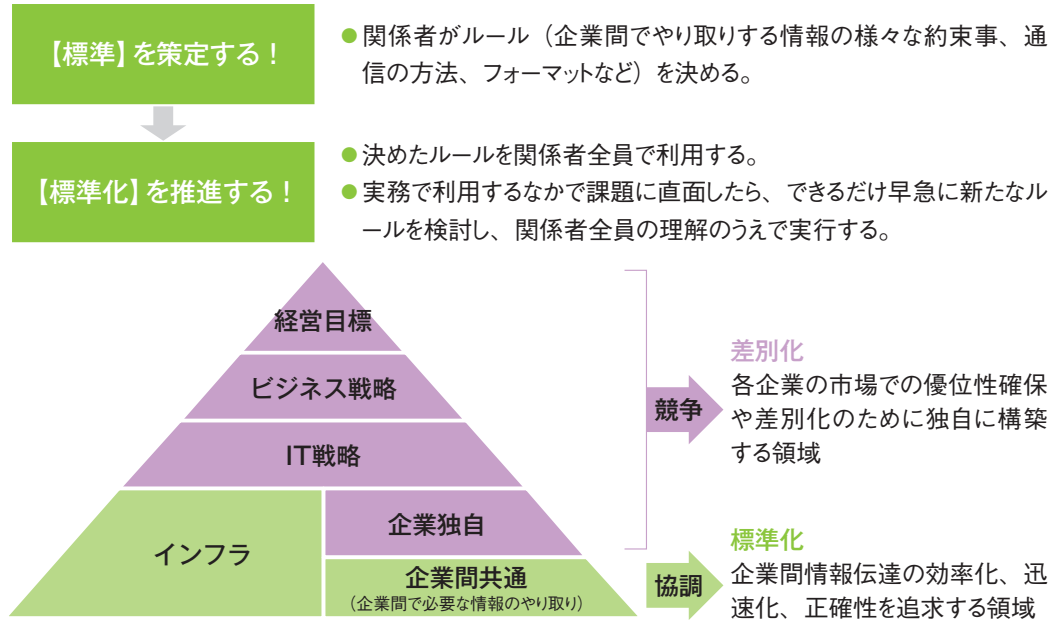 【標準】を策定する！
●関係者がルール（企業間でやり取りする情報の様々な約束事、通
信の方法、フォーマットなど）を決める。
【標準化】を推進する！
●決めたルールを関係者全員で利用する。
●実務で利用するなかで課題に直面したら、できるだけ早急に新たなル
ールを検討し、関係者全員の理解のうえで実行する。
経営目標
ビジネス戦略
IT戦略
インフラ
企業独自
企業間共通
（企業間で必要な情報のやり取り）
競争
差別化
各企業の市場での優位性確保
や差別化のために独自に構築
する領域
協調
標準化
企業間情報伝達の効率化、迅
速化、正確性を追求する領域